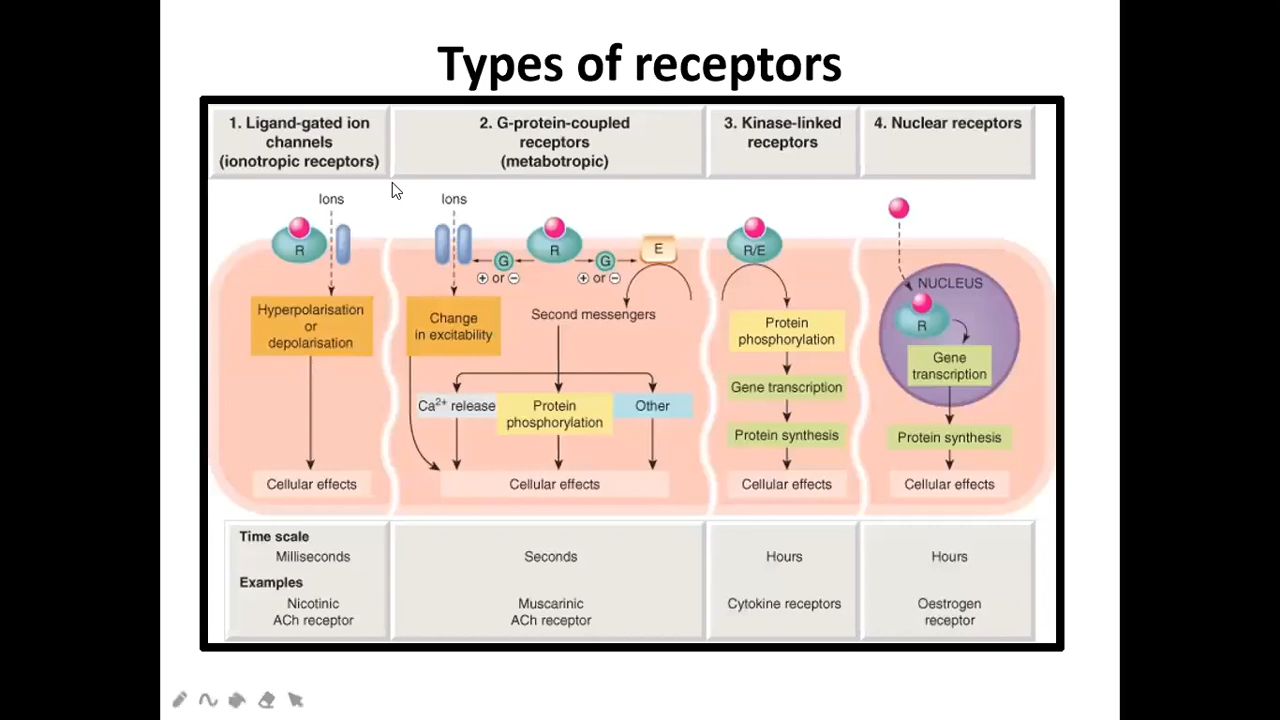 Types of receptors
1. Ligand-gated ion
channels
(ionotropic receptors)
2. G-protein-coupled
receptors
(metabotropic)
3. Kinase-linked
receptors
4. Nuclear receptors
Ions
R
Hyperpolarisation
or
depolarisation
Cellular effects
Ions
G
R
G
E
+ or −
+ or −
Change
in excitability
Second messengers
Ca²⁺ release
Protein
phosphorylation
Other
Cellular effects
R/E
Protein
phosphorylation
Gene transcription
Protein synthesis
Cellular effects
NUCLEUS
R
Gene
transcription
Protein synthesis
Cellular effects
Time scale
Milliseconds
Seconds
Hours
Hours
Examples
Nicotinic
ACh receptor
Muscarinic
ACh receptor
Cytokine receptors
Oestrogen
receptor